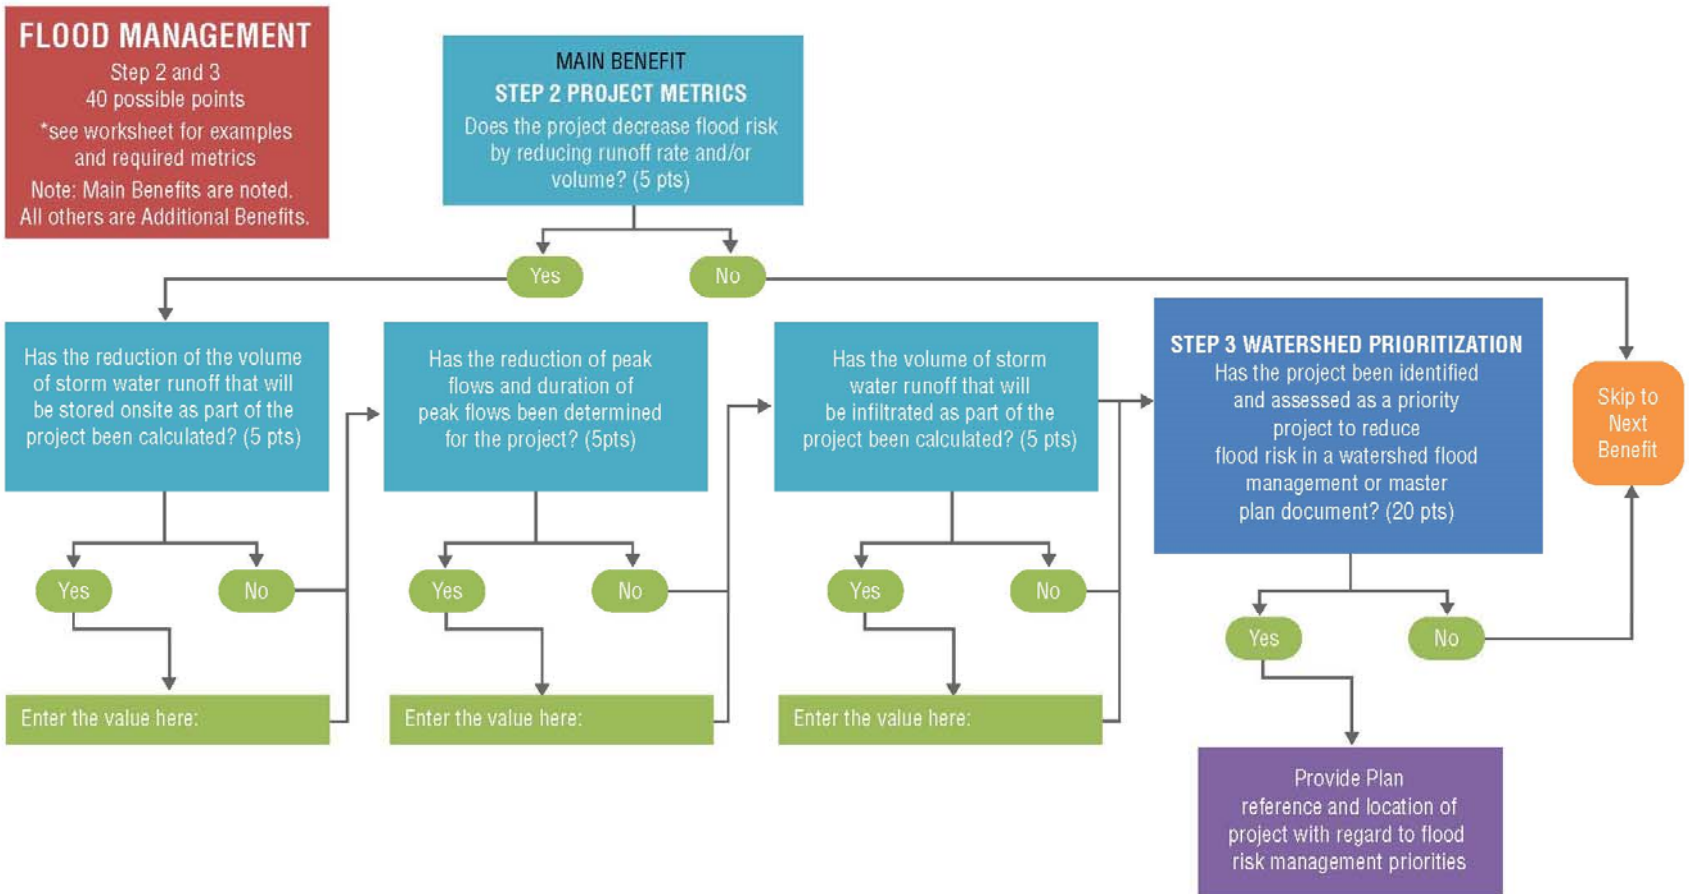 FLOOD MANAGEMENT
Step 2 and 3
40 possible points
*see worksheet for examples
and required metrics
Note: Main Benefits are noted.
All others are Additional Benefits.
MAIN BENEFIT
STEP 2 PROJECT METRICS
Does the project decrease flood risk
by reducing runoff rate and/or
volume? (5 pts)
Yes
No
Has the reduction of the volume
of storm water runoff that will
be stored onsite as part of the
project been calculated? (5 pts)
Has the reduction of peak
flows and duration of
peak flows been determined
for the project? (5pts)
Has the volume of storm
water runoff that will
be infiltrated as part of the
project been calculated? (5 pts)
STEP 3 WATERSHED PRIORITIZATION
Has the project been identified
and assessed as a priority
project to reduce
flood risk in a watershed flood
management or master
plan document? (20 pts)
Skip to
Next
Benefit
Yes
No
Yes
No
Yes
No
Yes
No
Enter the value here:
Enter the value here:
Enter the value here:
Provide Plan
reference and location of
project with regard to flood
risk management priorities